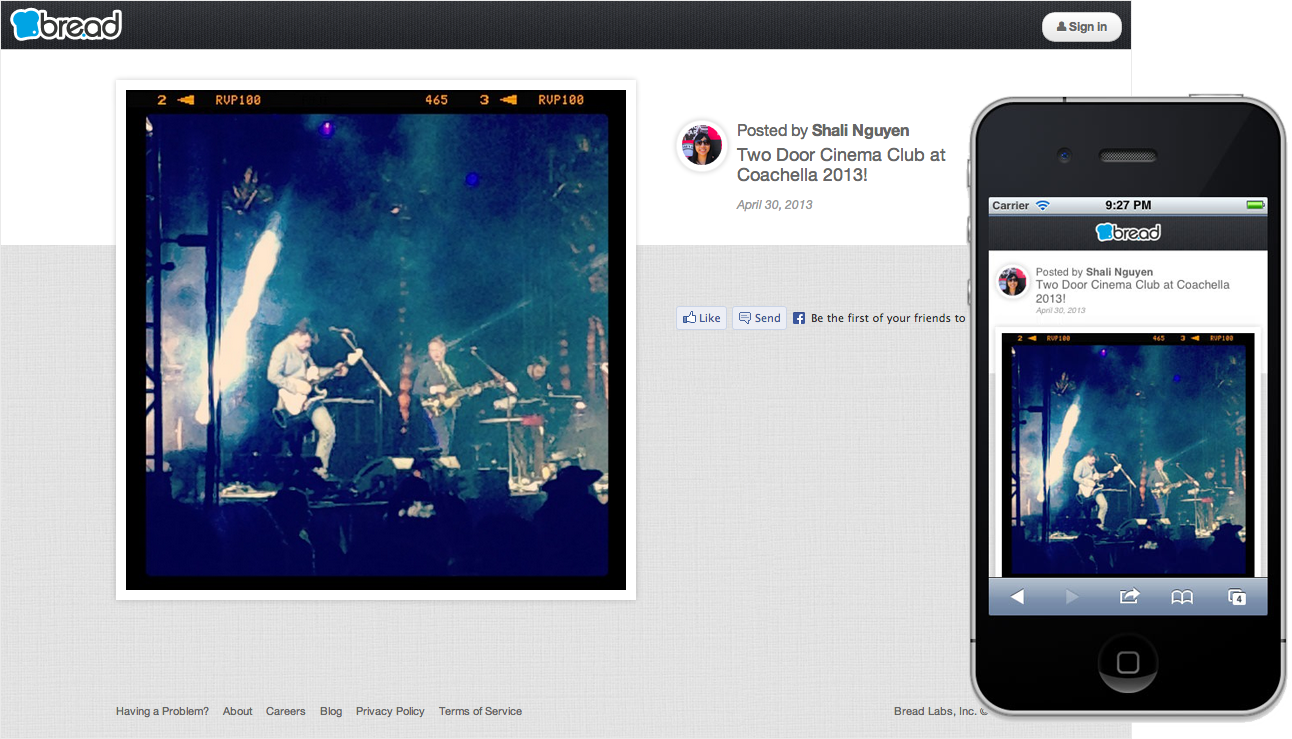 bread
Sign in
2 RVP100 465 3 RVP100
Posted by Shali Nguyen
Two Door Cinema Club at
Coachella 2013!
April 30, 2013
Like Send Be the first of your friends to
Having a Problem? About Careers Blog Privacy Policy Terms of Service
Bread Labs, Inc. ©
Carrier 9:27 PM
bread
Posted by Shali Nguyen
Two Door Cinema Club at Coachella
2013!
April 30, 2013
2 RVP100 465 3 RVP100
4